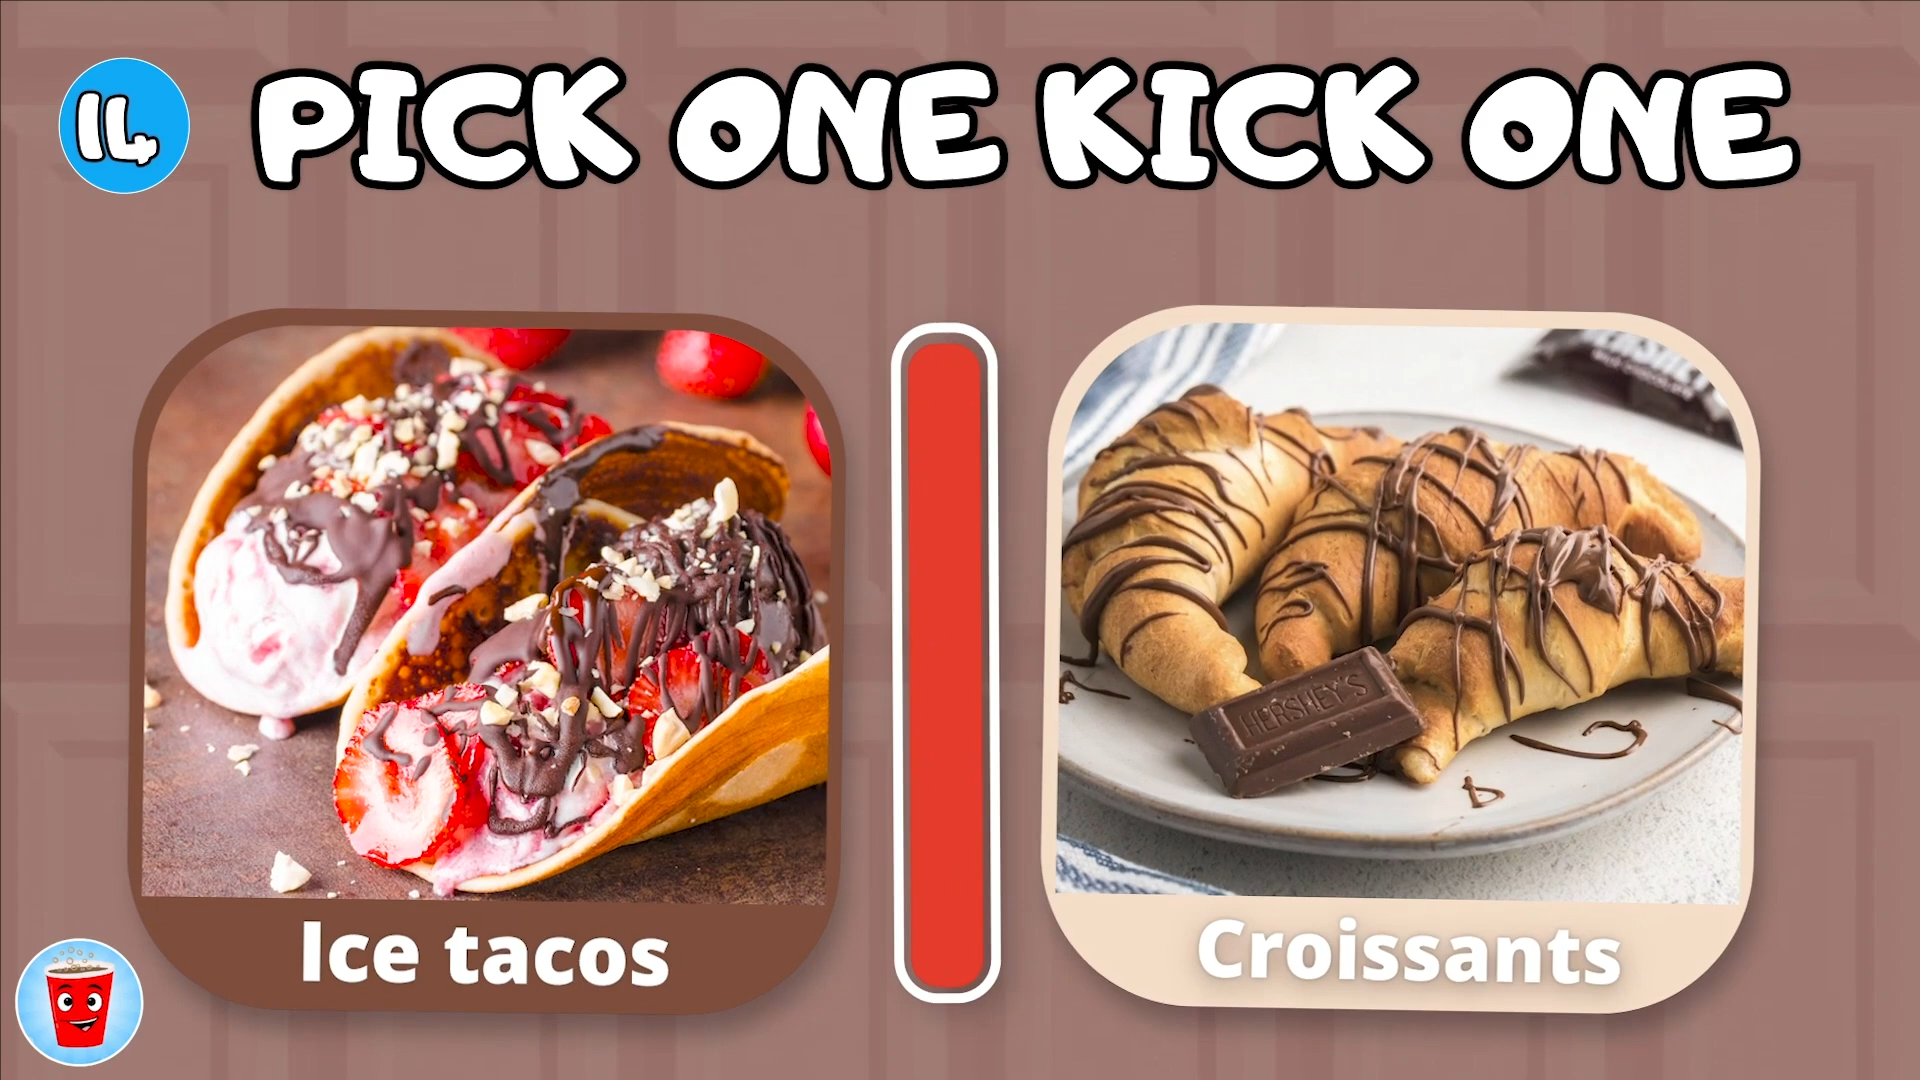 14
PICK ONE KICK ONE
HERSHEY'S
Ice tacos
Croissants